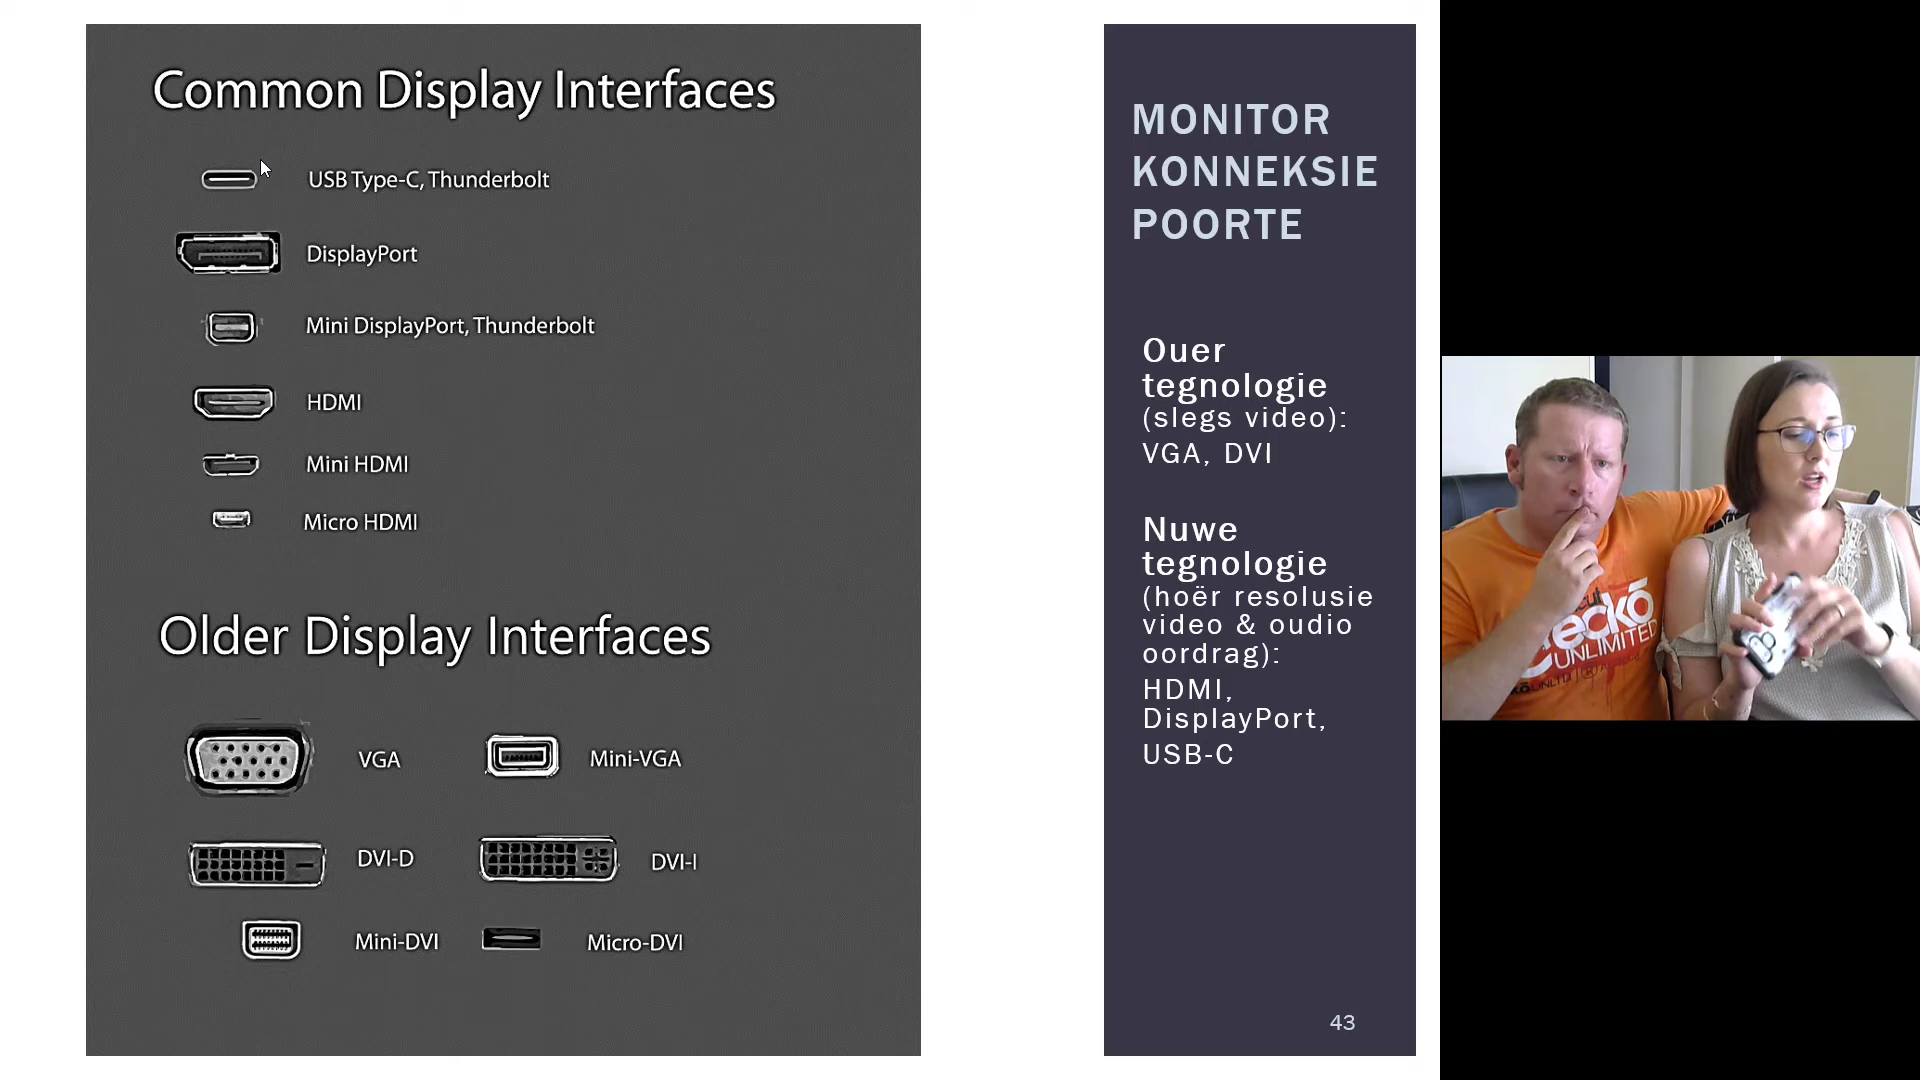 Common Display Interfaces
USB Type-C, Thunderbolt
DisplayPort
Mini DisplayPort, Thunderbolt
HDMI
Mini HDMI
Micro HDMI
Older Display Interfaces
VGA
Mini-VGA
DVI-D
DVI-I
Mini-DVI
Micro-DVI
MONITOR
KONNEKSIE
POORTE
Ouer
tegnologie
(slegs video):
VGA, DVI
Nuwe
tegnologie
(hoër resolusie
video & oudio
oordrag):
HDMI,
DisplayPort,
USB-C
43
UNLIMITED